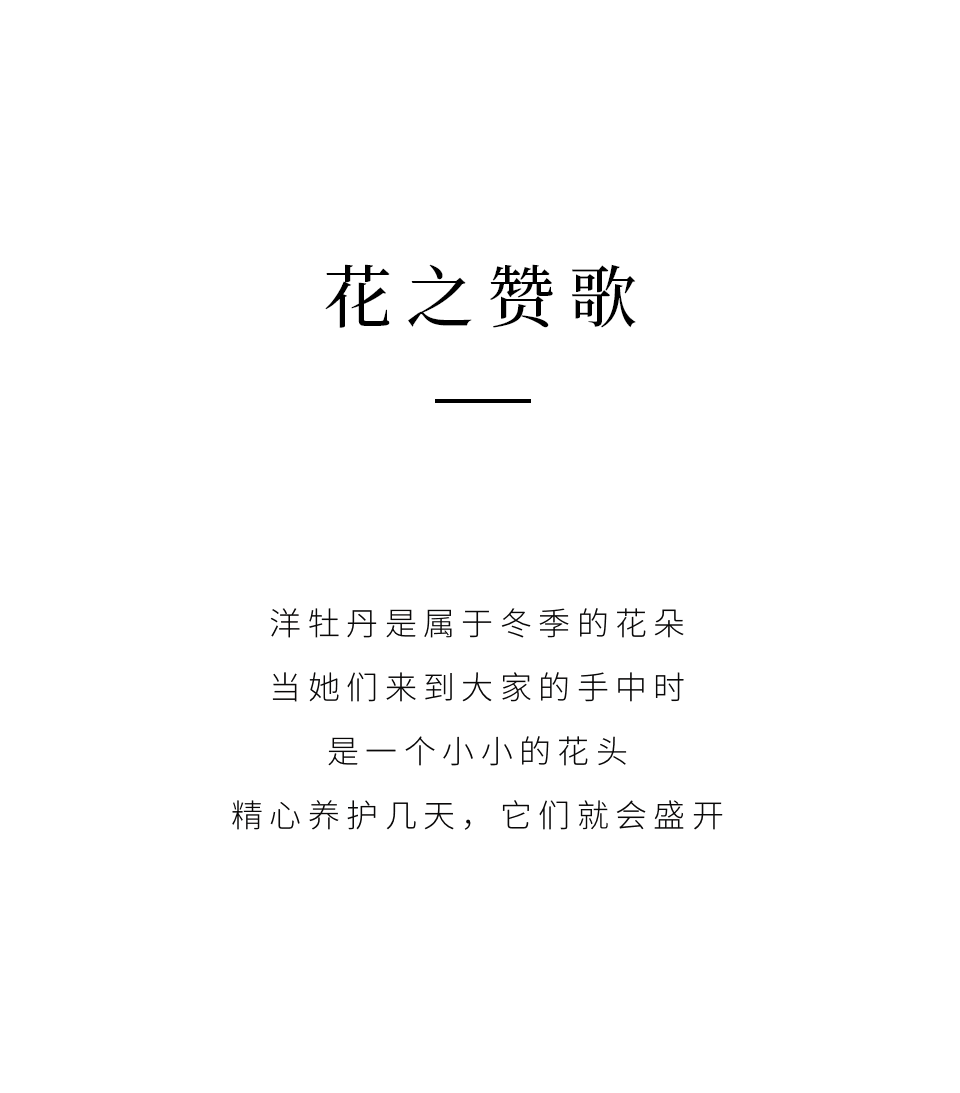 花之赞歌
洋牡丹是属于冬季的花朵
当她们来到大家的手中时
是一个小小的花头
精心养护几天，它们就会盛开